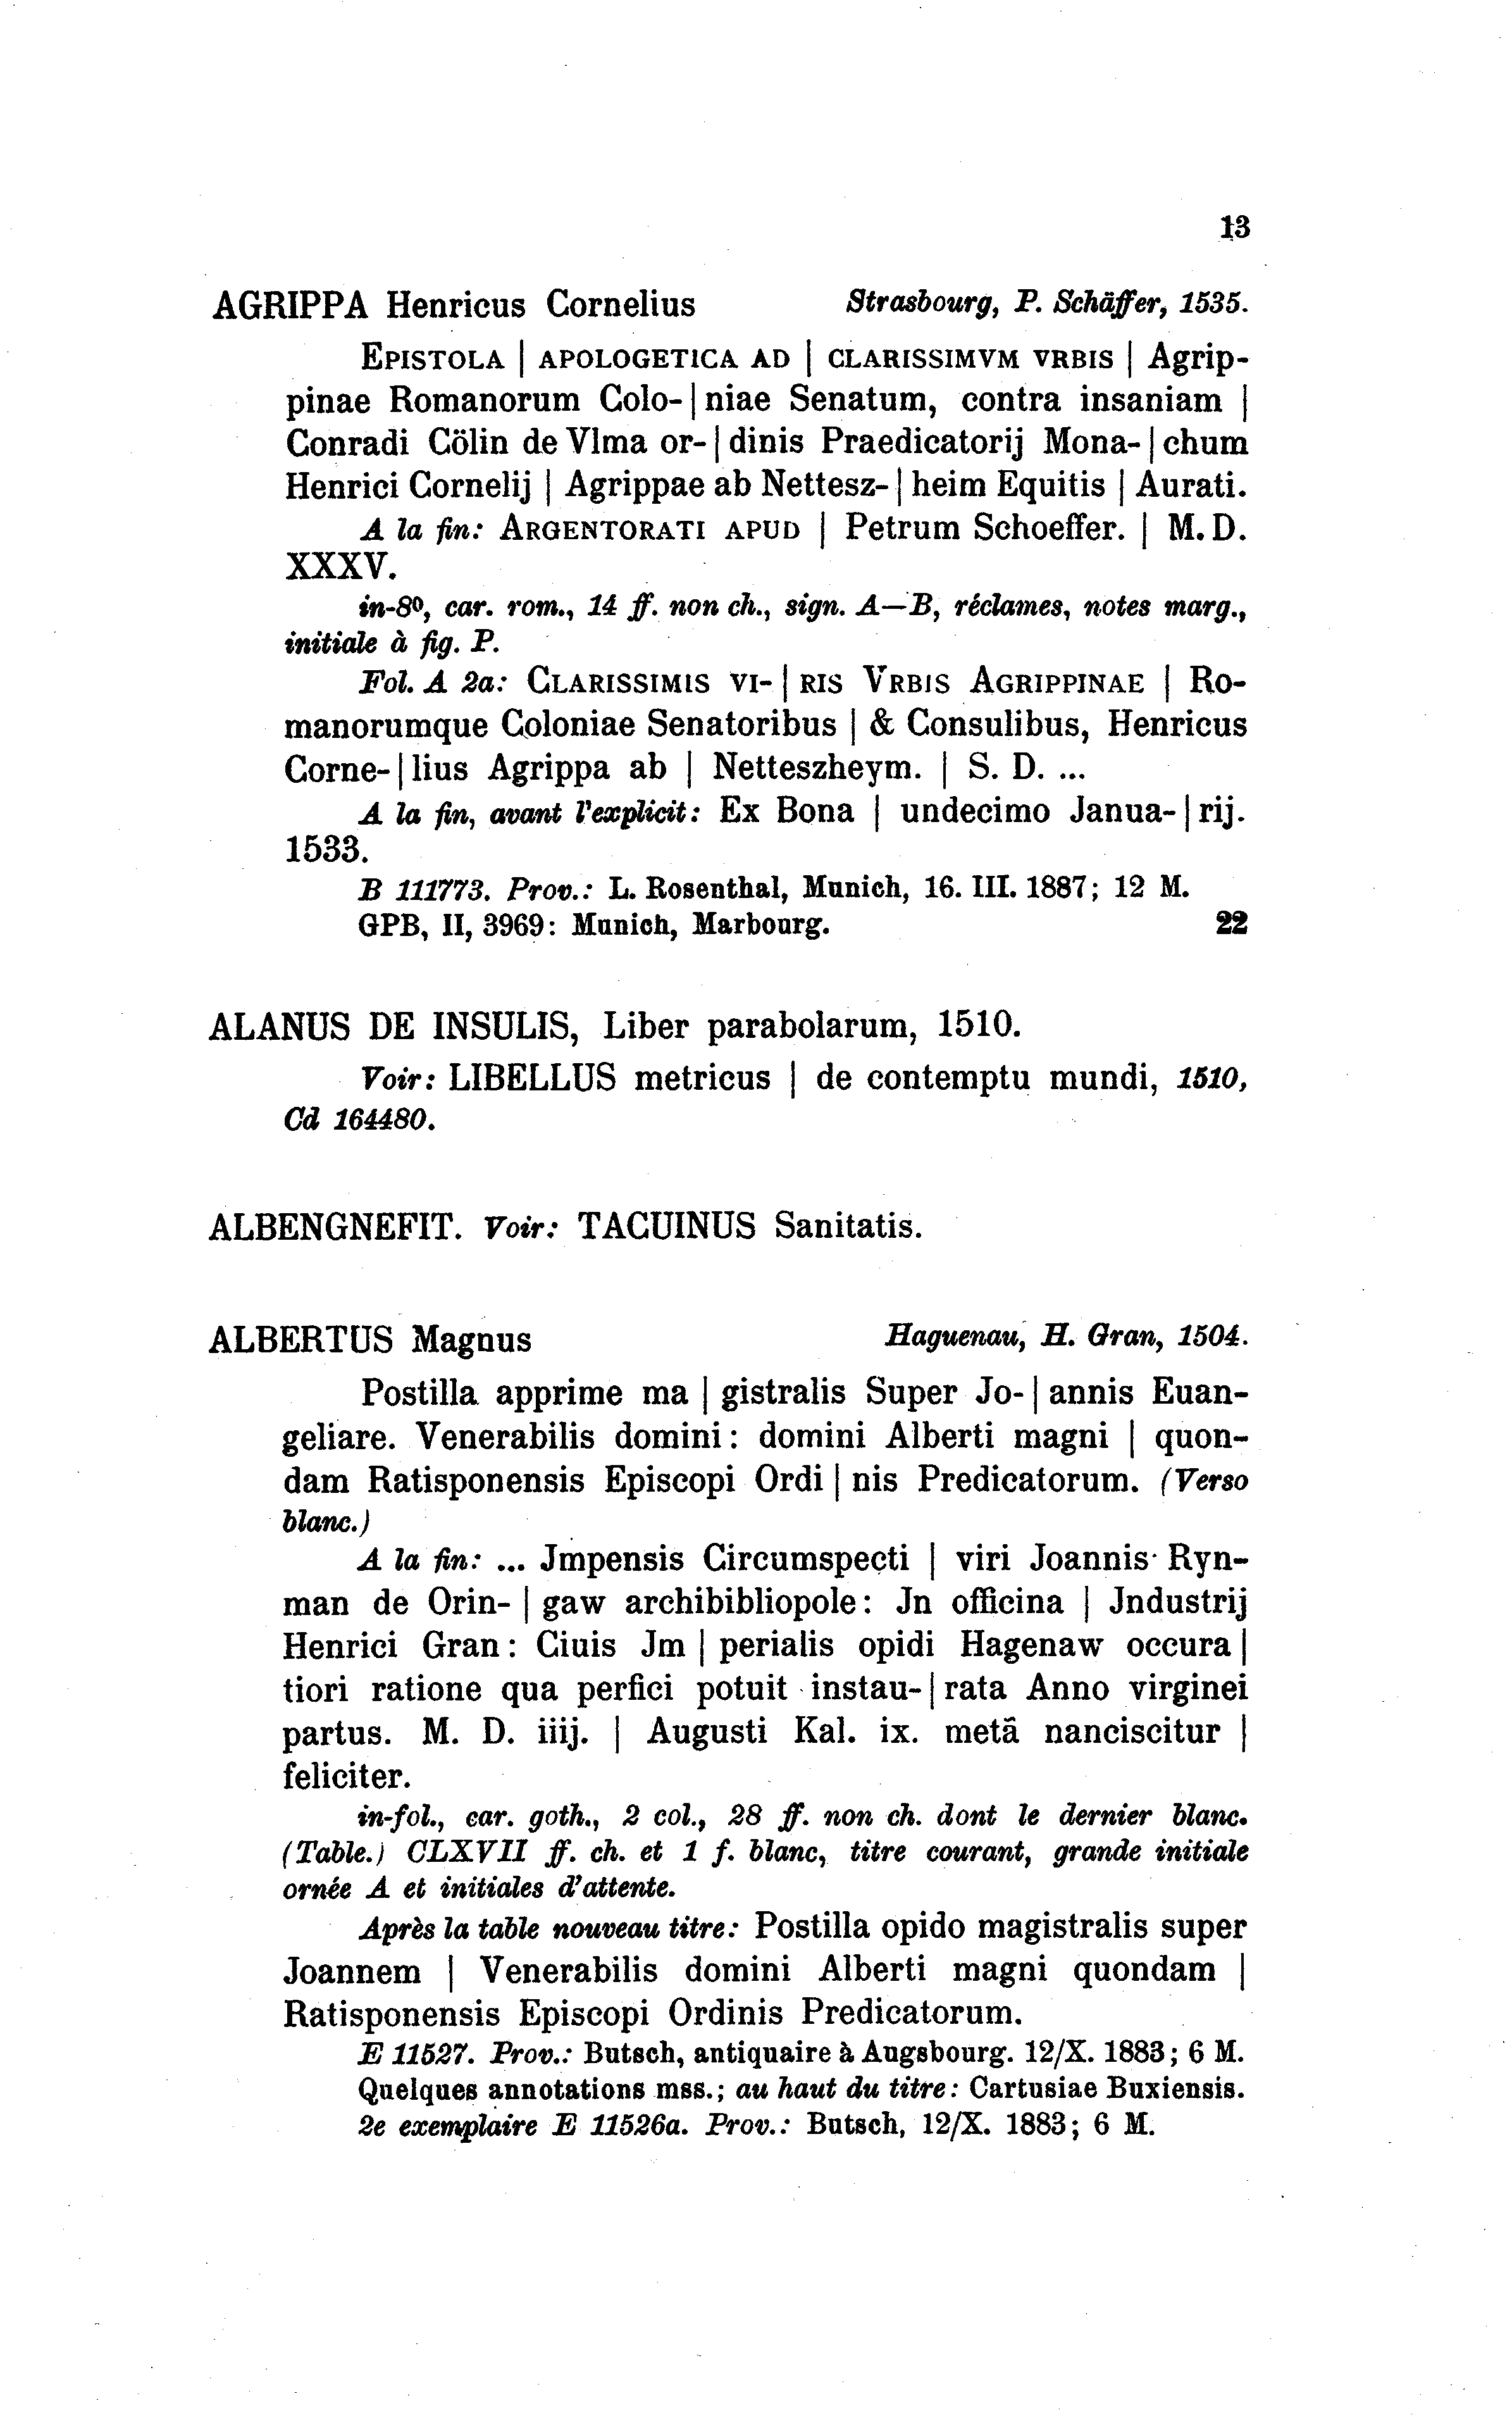 13
AGRIPPA Henricus Cornelius Strasbourg, P. Schäffer, 1535.
EPISTOLA | APOLOGETICA AD | CLARISSIMVM VRBIS | Agrip-
pinae Romanorum Colo- | niae Senatum, contra insaniam |
Conradi Cölin de Vlma or- | dinis Praedicatorij Mona- | chum
Henrici Cornelij | Agrippae ab Nettesz- | heim Equitis | Aurati.
A la fin: ARGENTORATI APUD | Petrum Schoeffer. | M. D.
XXXV.
in-8º, car. rom., 14 ff. non ch., sign. A—B, réclames, notes marg.,
initiale à fig. P.
Fol. A 2a: CLARISSIMIS VI- | RIS VRBIS AGRIPPINAE | Ro-
manorumque Coloniae Senatoribus | & Consulibus, Henricus
Corne- | lius Agrippa ab | Netteszheym. | S. D. ...
A la fin, avant l'explicit: Ex Bona | undecimo Janua- | rij.
1533.
B 111773. Prov.: L. Rosenthal, Munich, 16. III. 1887; 12 M.
GPB, II, 3969: Munich, Marbourg. 22
ALANUS DE INSULIS, Liber parabolarum, 1510.
Voir: LIBELLUS metricus | de contemptu mundi, 1510,
Cd 164480.
ALBENGNEFIT. Voir: TACUINUS Sanitatis.
ALBERTUS Magnus Haguenau, H. Gran, 1504.
Postilla apprime ma | gistralis Super Jo- | annis Euan-
geliare. Venerabilis domini: domini Alberti magni | quon-
dam Ratisponensis Episcopi Ordi | nis Predicatorum. (Verso
blanc.)
A la fin: ... Jmpensis Circumspecti | viri Joannis Ryn-
man de Orin- | gaw archibibliopole: Jn officina | Jndustrij
Henrici Gran: Ciuis Jm | perialis opidi Hagenaw occura |
tiori ratione qua perfici potuit instau- | rata Anno virginei
partus. M. D. iiij. | Augusti Kal. ix. metã nanciscitur |
feliciter.
in-fol., car. goth., 2 col., 28 ff. non ch. dont le dernier blanc.
(Table.) CLXVII ff. ch. et 1 f. blanc, titre courant, grande initiale
ornée A et initiales d'attente.
Après la table nouveau titre: Postilla opido magistralis super
Joannem | Venerabilis domini Alberti magni quondam |
Ratisponensis Episcopi Ordinis Predicatorum.
E 11527. Prov.: Butsch, antiquaire à Augsbourg. 12/X. 1883; 6 M.
Quelques annotations mss.; au haut du titre: Cartusiae Buxiensis.
2e exemplaire E 11526a. Prov.: Butsch, 12/X. 1883; 6 M.